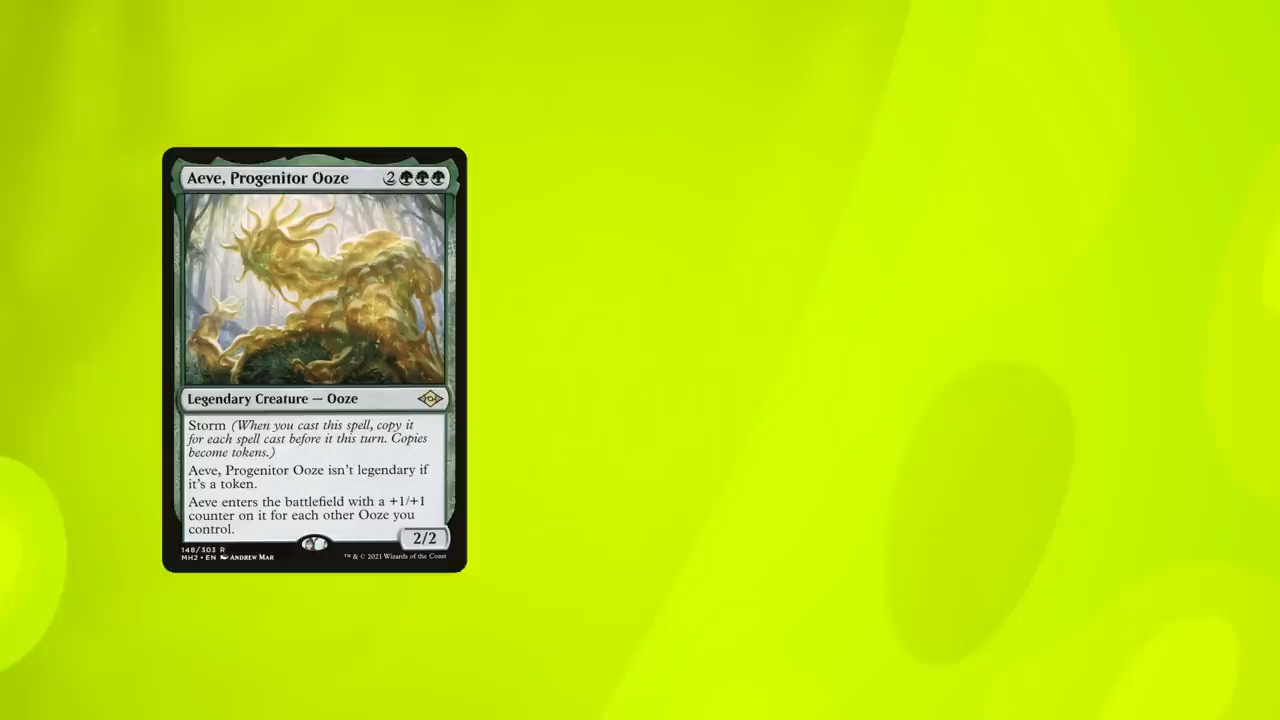 Aeve, Progenitor Ooze 2
Legendary Creature — Ooze
Storm (When you cast this spell, copy it
for each spell cast before it this turn. Copies
become tokens.)
Aeve, Progenitor Ooze isn't legendary if
it's a token.
Aeve enters the battlefield with a +1/+1
counter on it for each other Ooze you
control.
2/2
148/303 R
MH2 • EN Andrew Mar
™ & © 2021 Wizards of the Coast